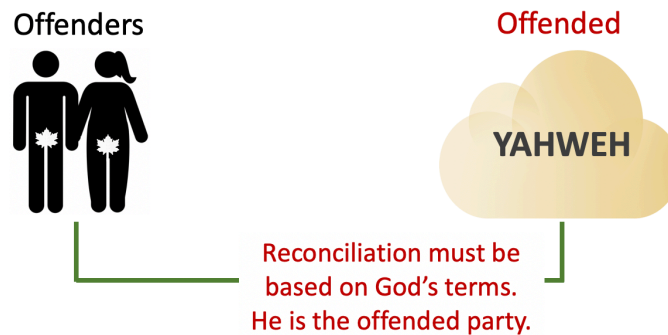 Offenders
Offended
YAHWEH
Reconciliation must be
based on God’s terms.
He is the offended party.